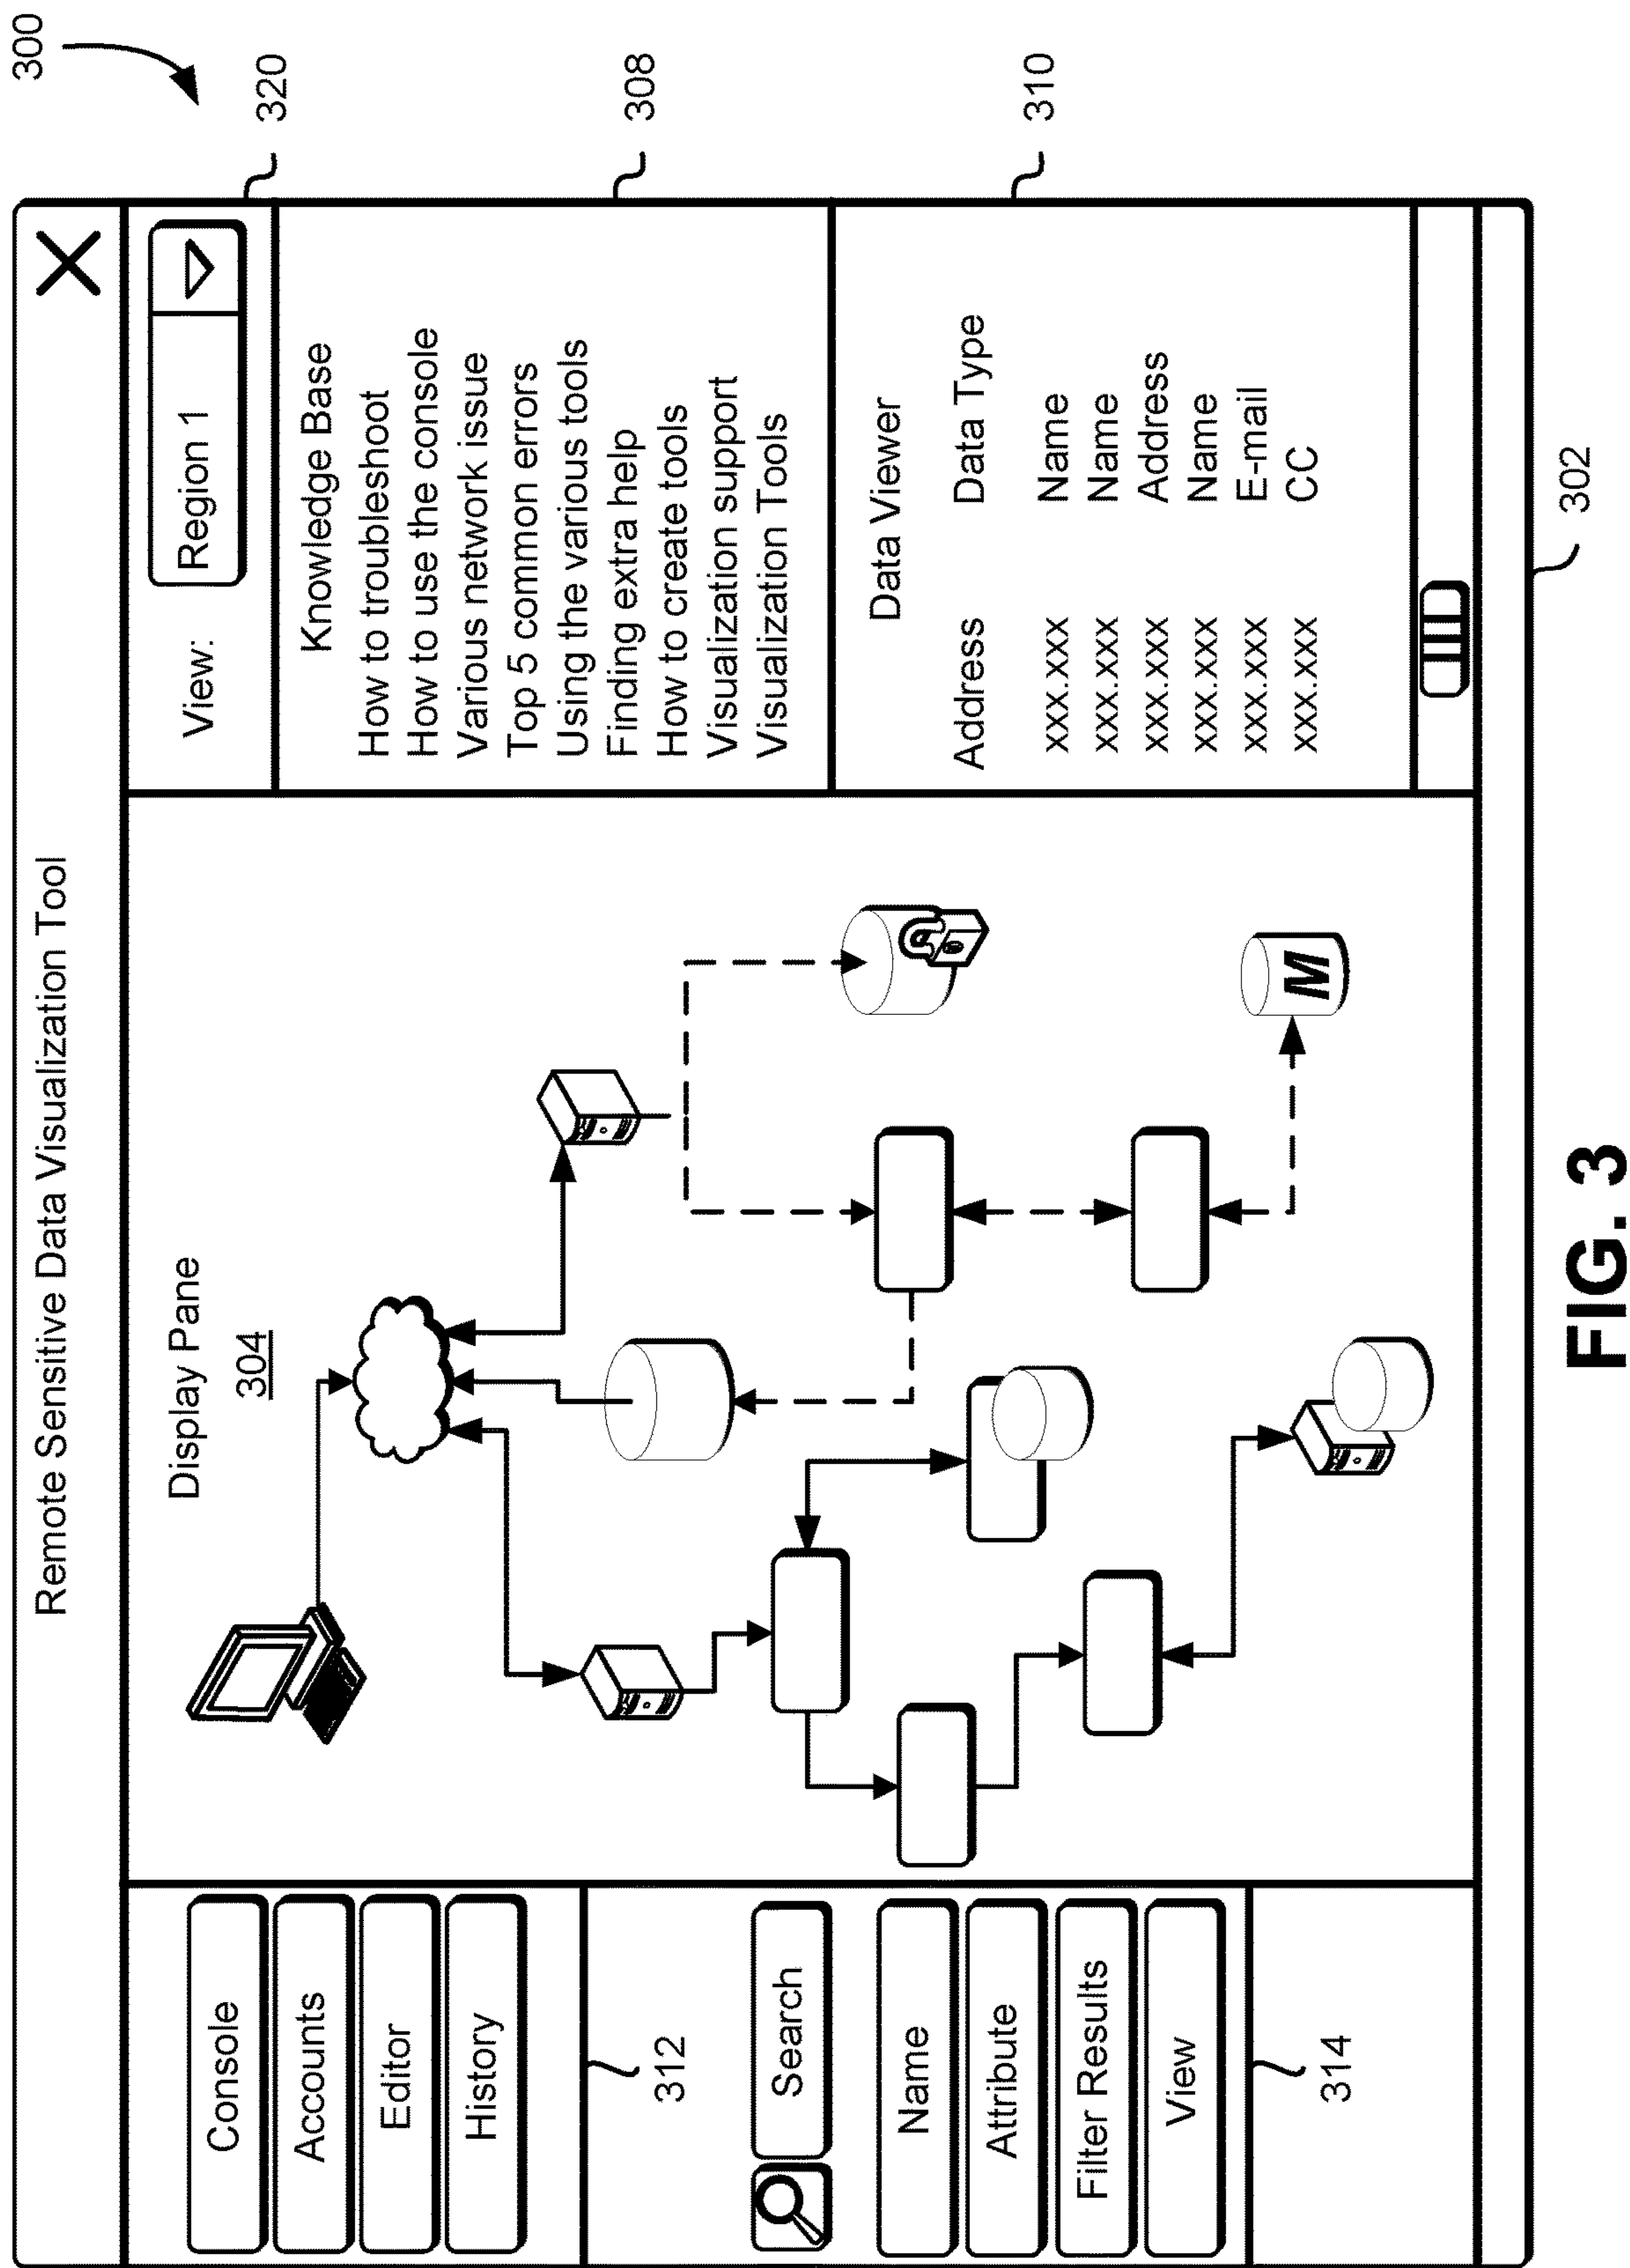 300
Remote Sensitive Data Visualization Tool
Console
Accounts
Editor
History
312
Search
Name
Attribute
Filter Results
View
314
Display Pane
304
M
View:
Region 1
320
Knowledge Base
How to troubleshoot
How to use the console
Various network issue
Top 5 common errors
Using the various tools
Finding extra help
How to create tools
Visualization support
Visualization Tools
308
Data Viewer
Address Data Type
xxx.xxx Name
xxx.xxx Name
xxx.xxx Address
xxx.xxx Name
xxx.xxx E-mail
xxx.xxx CC
310
302
FIG. 3